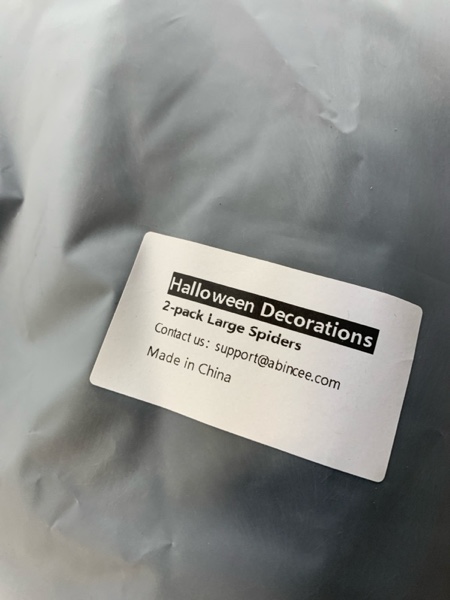 Halloween Decorations
2-pack Large Spiders
Contact us: support@abincee.com
Made in China